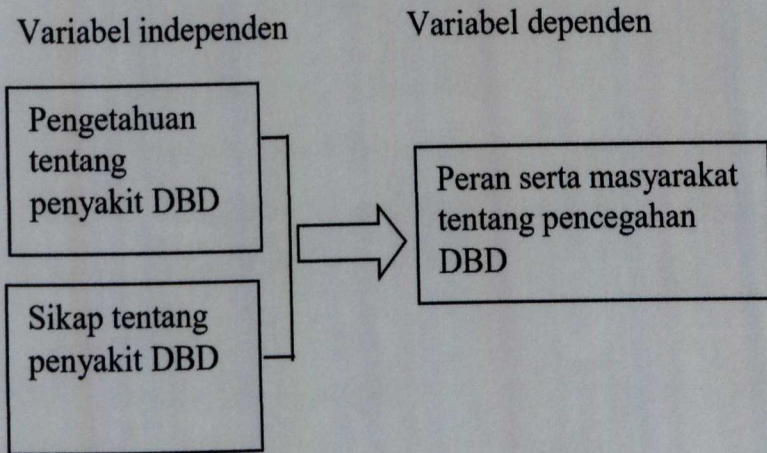 Variabel independen
Variabel dependen
Pengetahuan
tentang
penyakit DBD
Sikap tentang
penyakit DBD
Peran serta masyarakat
tentang pencegahan
DBD